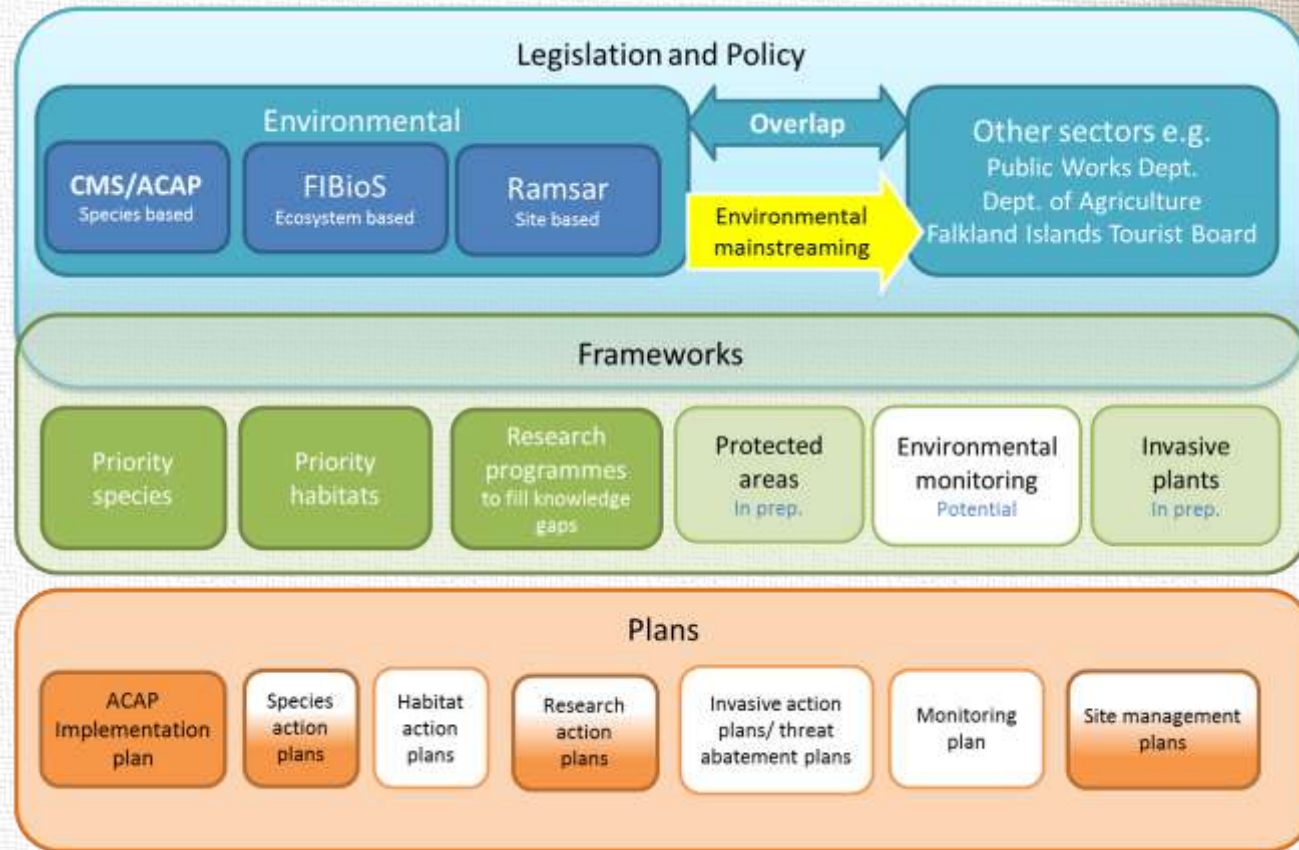 Legislation and Policy
Environmental
CMS/ACAP
Species based
FIBioS
Ecosystem based
Ramsar
Site based
Overlap
Environmental
mainstreaming
Other sectors e.g.
Public Works Dept.
Dept. of Agriculture
Falkland Islands Tourist Board
Frameworks
Priority
species
Priority
habitats
Research
programmes
to fill knowledge
gaps
Protected
areas
In prep.
Environmental
monitoring
Potential
Invasive
plants
In prep.
Plans
ACAP
Implementation
plan
Species
action
plans
Habitat
action
plans
Research
action
plans
Invasive action
plans/ threat
abatement plans
Monitoring
plan
Site management
plans